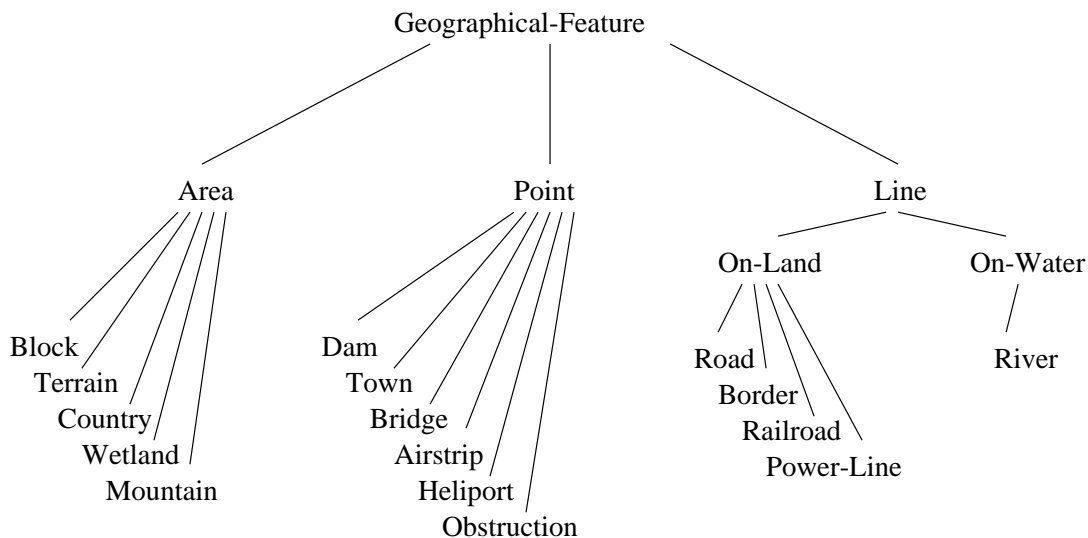 Geographical-Feature
Area
Point
Line
On-Land
On-Water
Block
Terrain
Country
Wetland
Mountain
Dam
Town
Bridge
Airstrip
Heliport
Obstruction
Road
Border
Railroad
Power-Line
River